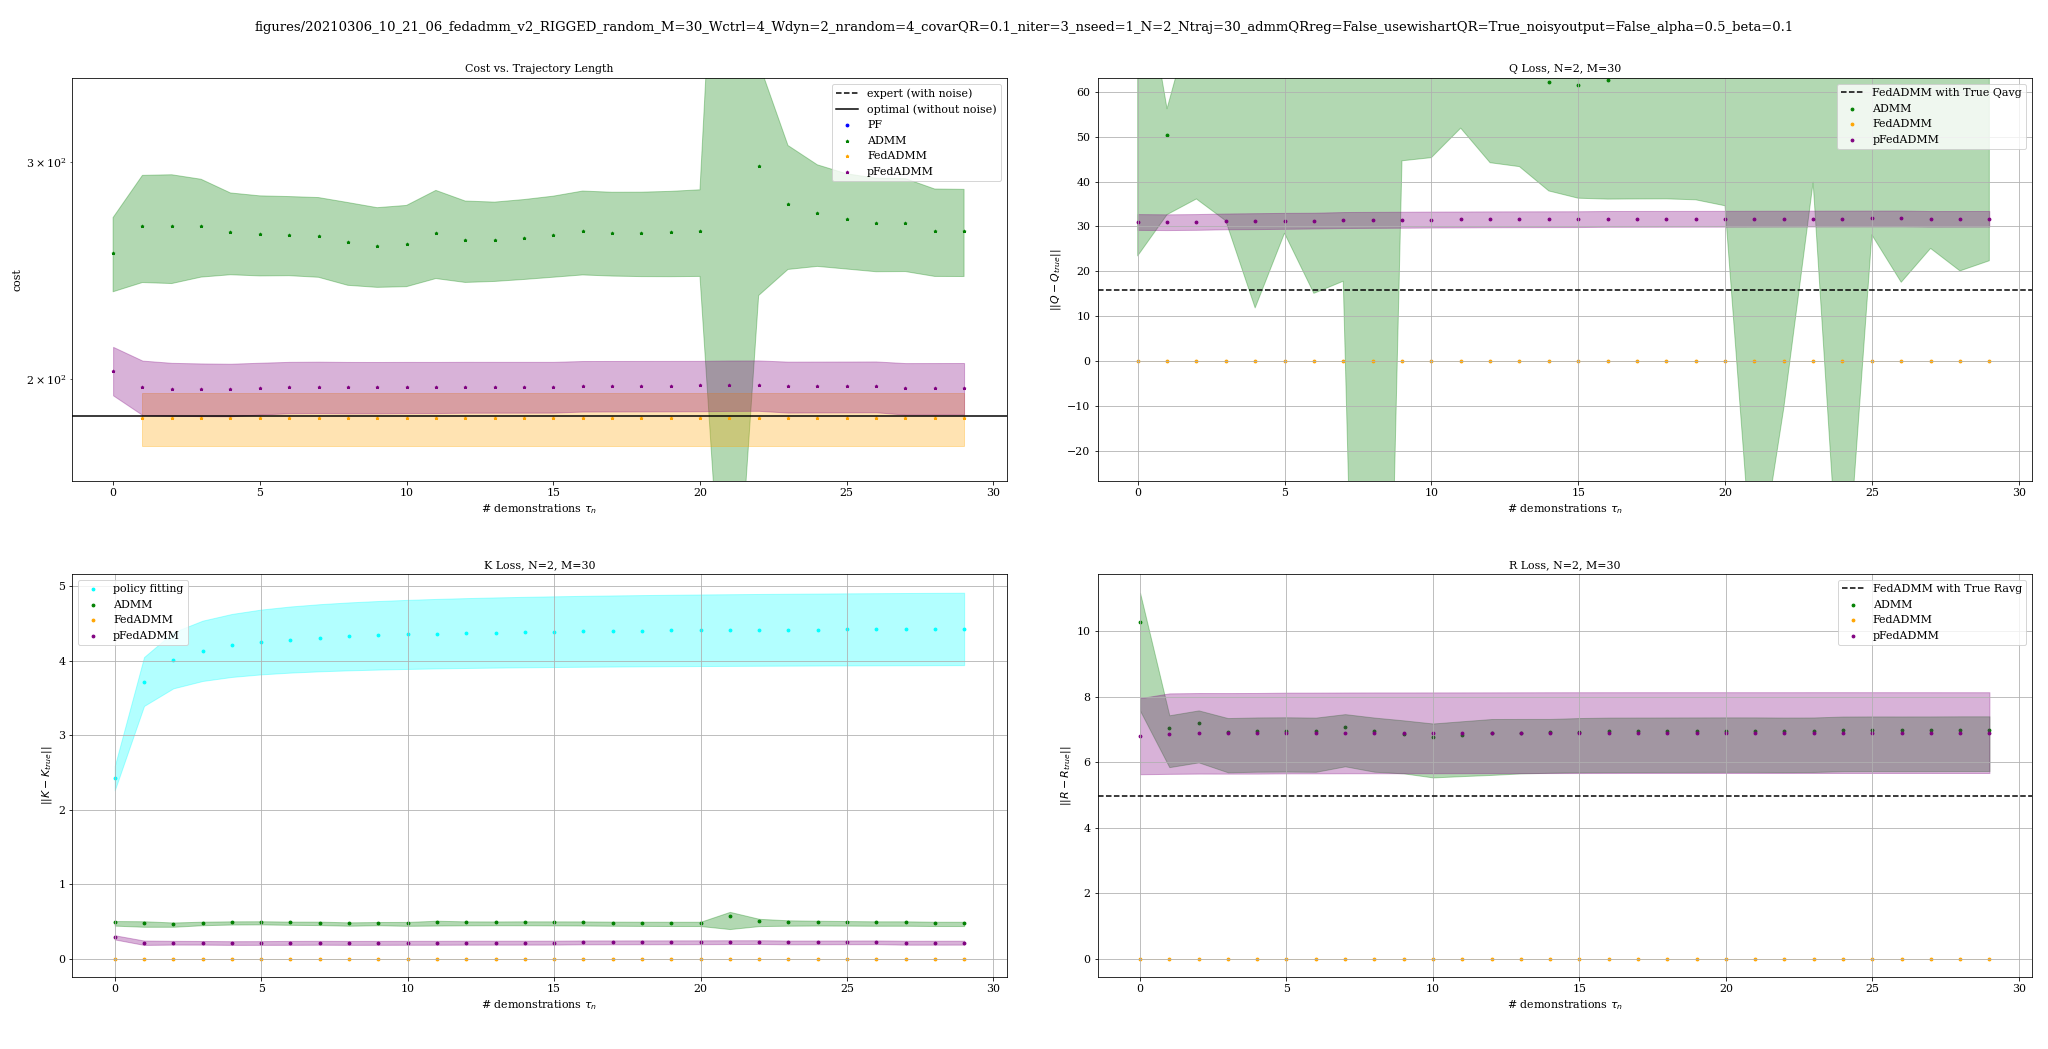 figures/20210306_10_21_06_fedadmm_v2_RIGGED_random_M=30_Wctrl=4_Wdyn=2_nrandom=4_covarQR=0.1_niter=3_nseed=1_N=2_Ntraj=30_admmQRreg=False_usewishartQR=True_noisyoutput=False_alpha=0.5_beta=0.1
Cost vs. Trajectory Length
expert (with noise)
optimal (without noise)
PF
ADMM
FedADMM
pFedADMM
3 × 10²
2 × 10²
cost
0 5 10 15 20 25 30
# demonstrations τn
Q Loss, N=2, M=30
FedADMM with True Qavg
ADMM
FedADMM
pFedADMM
60
50
40
30
20
10
0
−10
−20
||Q − Qtrue||
0 5 10 15 20 25 30
# demonstrations τn
K Loss, N=2, M=30
policy fitting
ADMM
FedADMM
pFedADMM
5
4
3
2
1
0
||K − Ktrue||
0 5 10 15 20 25 30
# demonstrations τn
R Loss, N=2, M=30
FedADMM with True Ravg
ADMM
FedADMM
pFedADMM
10
8
6
4
2
0
||R − Rtrue||
0 5 10 15 20 25 30
# demonstrations τn